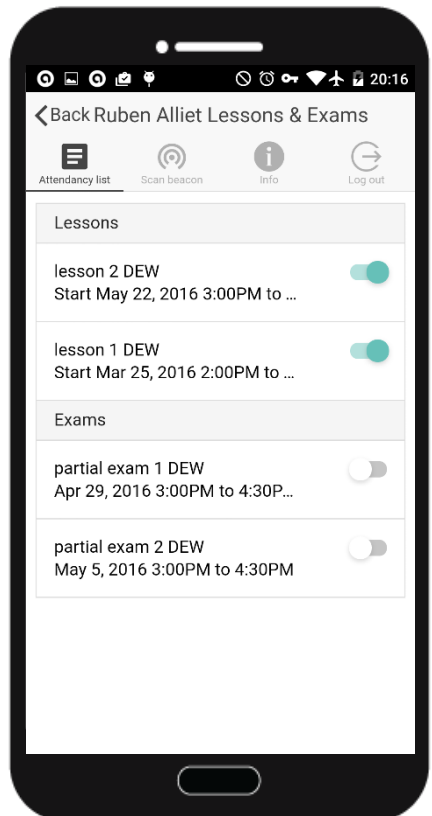 20:16
Back Ruben Alliet Lessons & Exams
Attendancy list Scan beacon Info Log out
Lessons
lesson 2 DEW
Start May 22, 2016 3:00PM to ...
lesson 1 DEW
Start Mar 25, 2016 2:00PM to ...
Exams
partial exam 1 DEW
Apr 29, 2016 3:00PM to 4:30P...
partial exam 2 DEW
May 5, 2016 3:00PM to 4:30PM